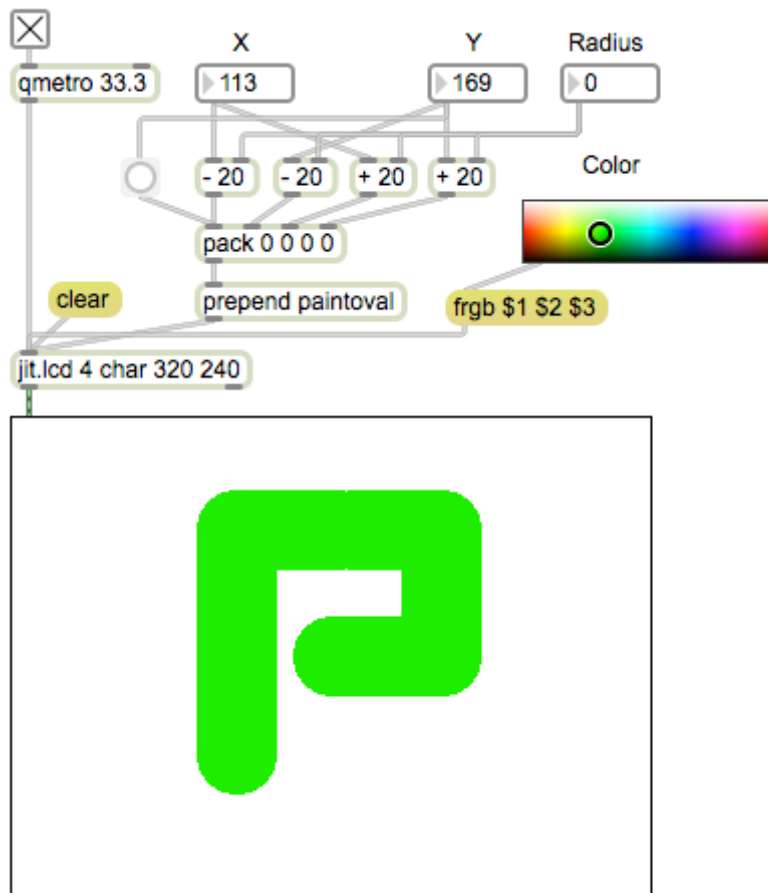 X
Y
Radius
qmetro 33.3
113
169
0
- 20
- 20
+ 20
+ 20
Color
pack 0 0 0 0
clear
prepend paintoval
frgb $1 $2 $3
jit.lcd 4 char 320 240